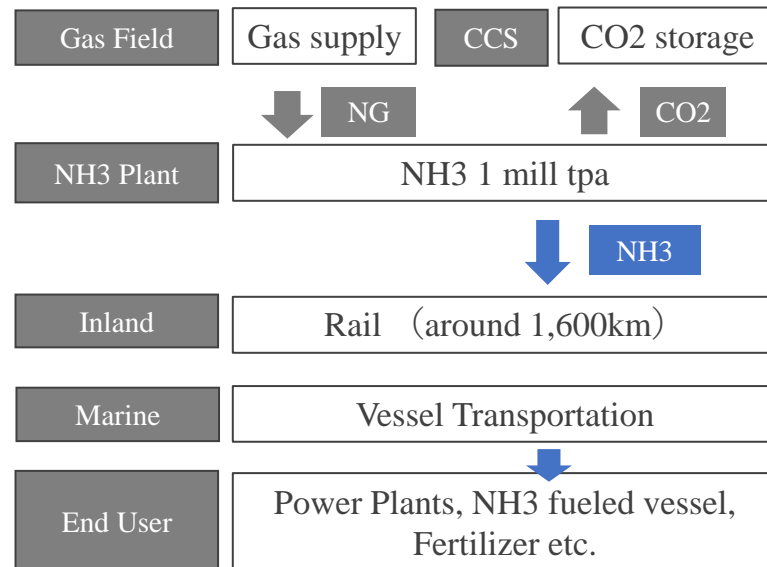 Gas Field
Gas supply
CCS
CO2 storage
NG
CO2
NH3 Plant
NH3 1 mill tpa
NH3
Inland
Rail （around 1,600km）
Marine
Vessel Transportation
End User
Power Plants, NH3 fueled vessel,
Fertilizer etc.